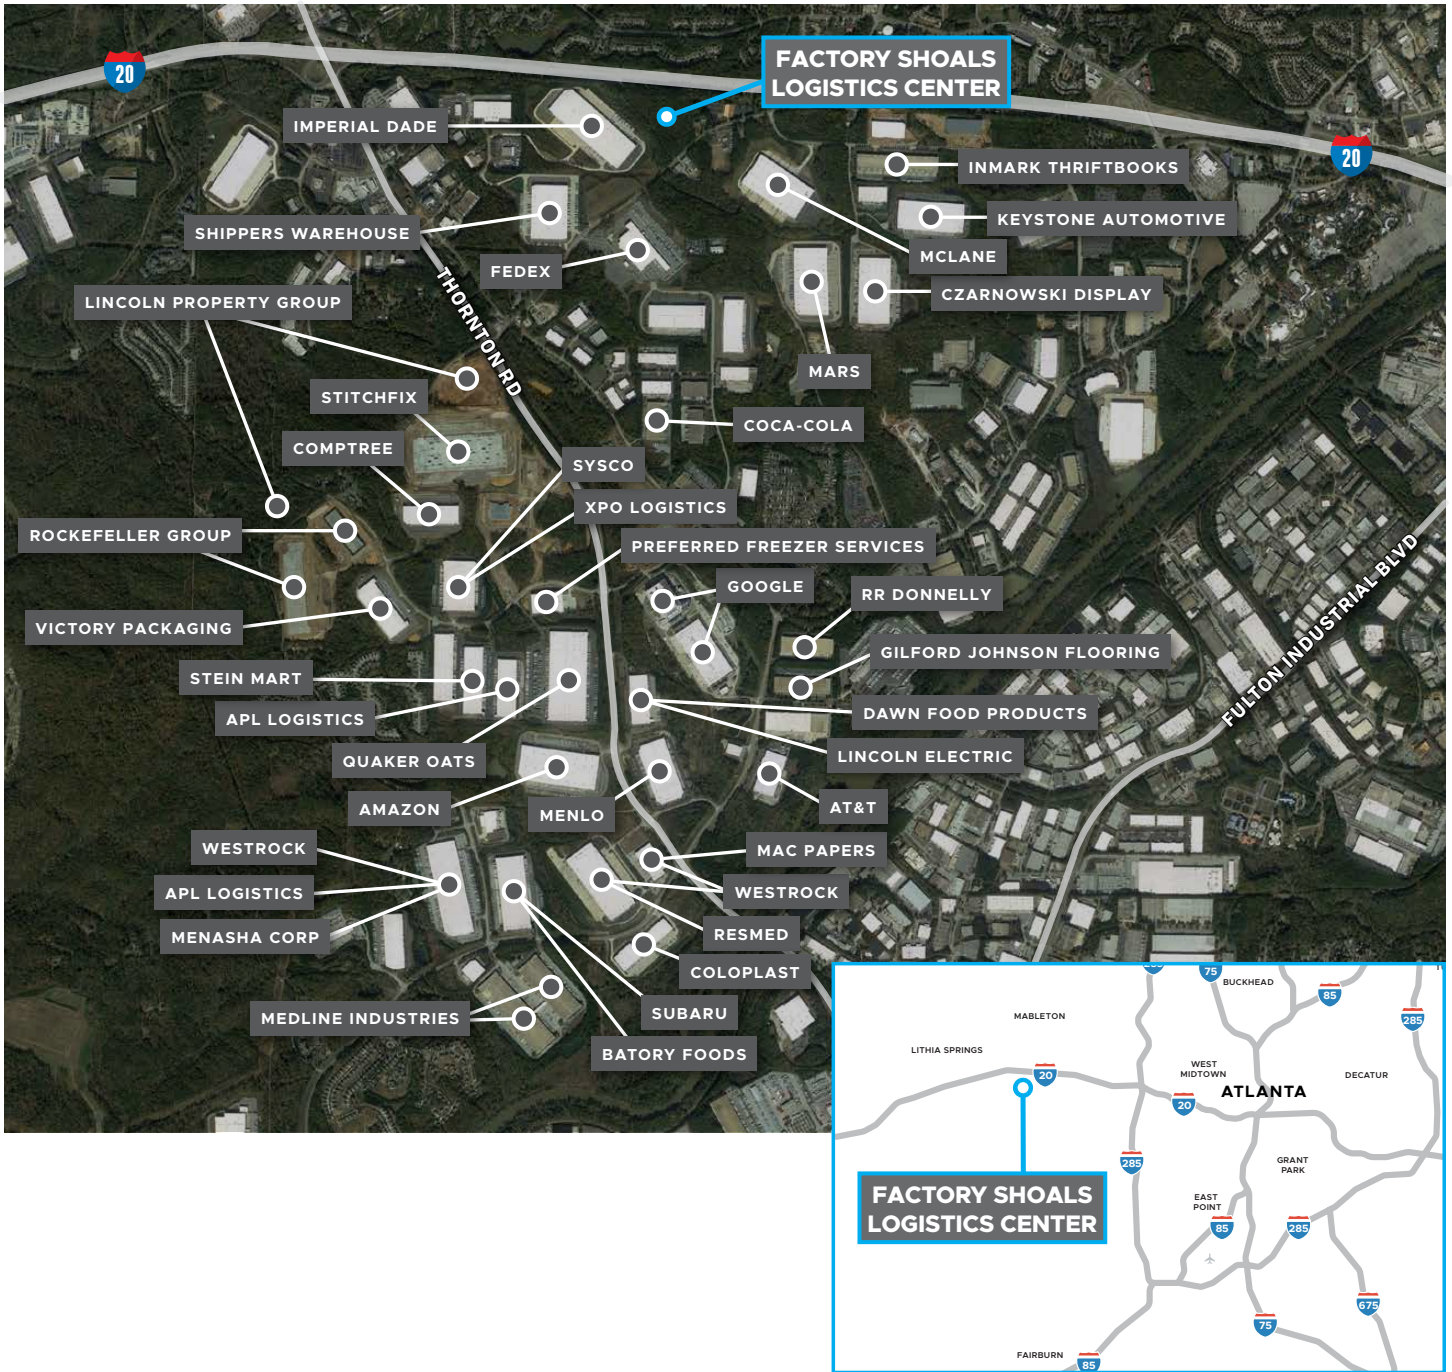 20
FACTORY SHOALS
LOGISTICS CENTER
IMPERIAL DADE
20
INMARK THRIFTBOOKS
SHIPPERS WAREHOUSE
KEYSTONE AUTOMOTIVE
MCLANE
FEDEX
CZARNOWSKI DISPLAY
LINCOLN PROPERTY GROUP
THORNTON RD
MARS
STITCHFIX
COCA-COLA
COMPTREE
SYSCO
XPO LOGISTICS
ROCKEFELLER GROUP
PREFERRED FREEZER SERVICES
GOOGLE
RR DONNELLY
FULTON INDUSTRIAL BLVD
VICTORY PACKAGING
GILFORD JOHNSON FLOORING
STEIN MART
APL LOGISTICS
DAWN FOOD PRODUCTS
QUAKER OATS
LINCOLN ELECTRIC
AMAZON
MENLO
AT&T
WESTROCK
MAC PAPERS
APL LOGISTICS
WESTROCK
MENASHA CORP
RESMED
COLOPLAST
MEDLINE INDUSTRIES
SUBARU
BATORY FOODS
75
BUCKHEAD
85
285
MABLETON
LITHIA SPRINGS
20
WEST
MIDTOWN
DECATUR
ATLANTA
20
285
GRANT
PARK
FACTORY SHOALS
LOGISTICS CENTER
EAST
POINT
85
285
675
75
FAIRBURN
85